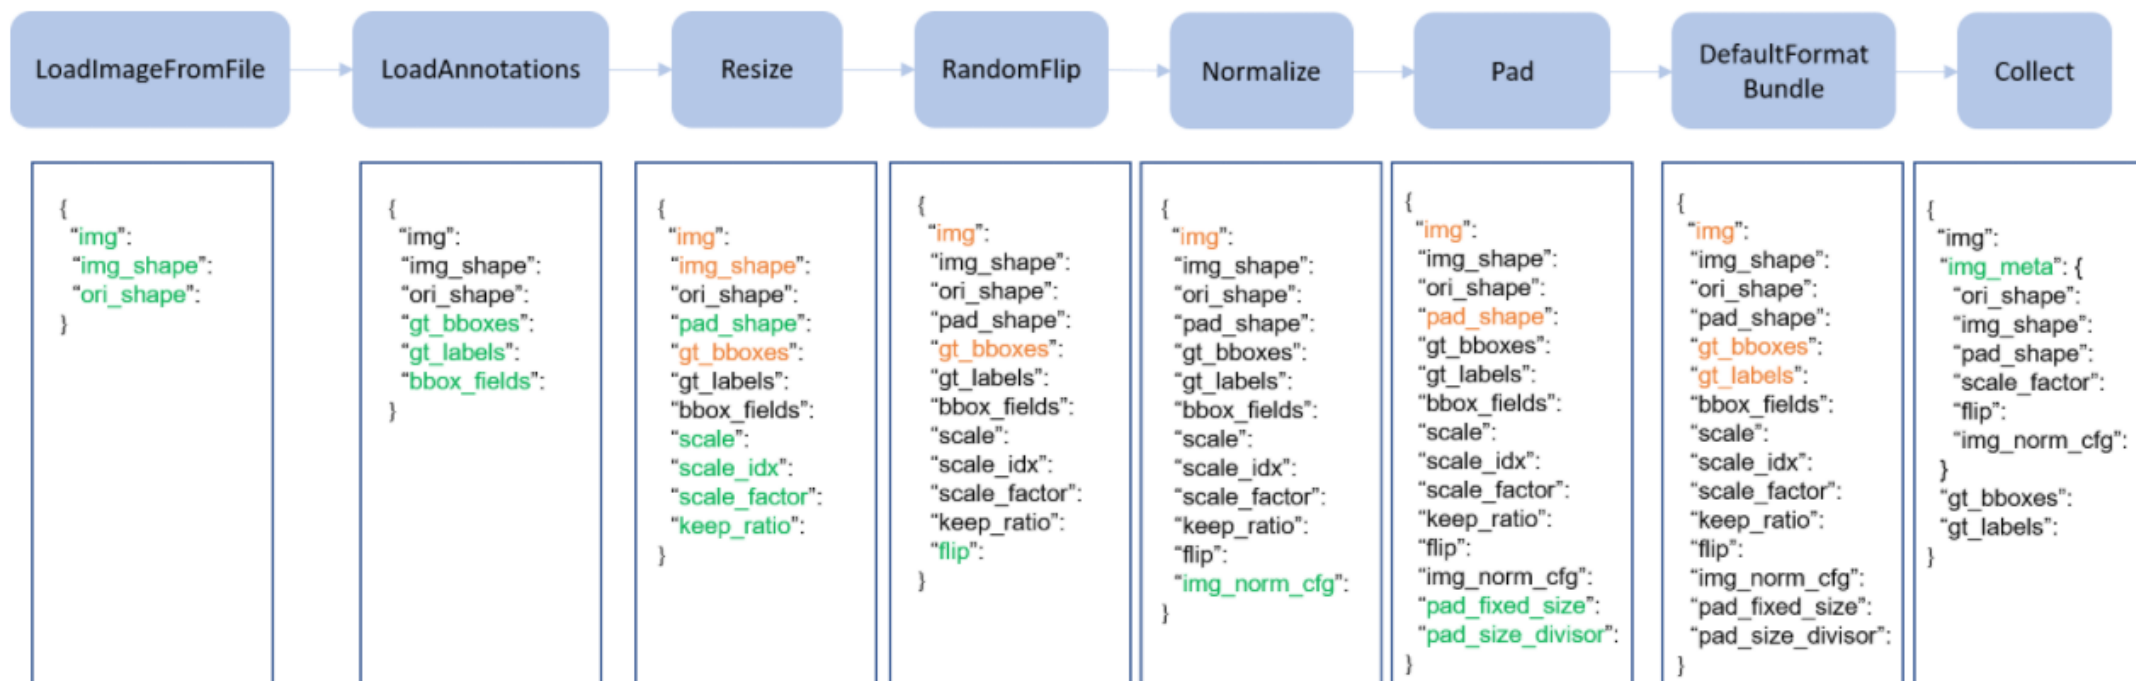 LoadImageFromFile
LoadAnnotations
Resize
RandomFlip
Normalize
Pad
DefaultFormat
Bundle
Collect
{
“img”:
“img_shape”:
“ori_shape”:
}
{
“img”:
“img_shape”:
“ori_shape”:
“gt_bboxes”:
“gt_labels”:
“bbox_fields”:
}
{
“img”:
“img_shape”:
“ori_shape”:
“pad_shape”:
“gt_bboxes”:
“gt_labels”:
“bbox_fields”:
“scale”:
“scale_idx”:
“scale_factor”:
“keep_ratio”:
}
{
“img”:
“img_shape”:
“ori_shape”:
“pad_shape”:
“gt_bboxes”:
“gt_labels”:
“bbox_fields”:
“scale”:
“scale_idx”:
“scale_factor”:
“keep_ratio”:
“flip”:
}
{
“img”:
“img_shape”:
“ori_shape”:
“pad_shape”:
“gt_bboxes”:
“gt_labels”:
“bbox_fields”:
“scale”:
“scale_idx”:
“scale_factor”:
“keep_ratio”:
“flip”:
“img_norm_cfg”:
}
{
“img”:
“img_shape”:
“ori_shape”:
“pad_shape”:
“gt_bboxes”:
“gt_labels”:
“bbox_fields”:
“scale”:
“scale_idx”:
“scale_factor”:
“keep_ratio”:
“flip”:
“img_norm_cfg”:
“pad_fixed_size”:
“pad_size_divisor”:
}
{
“img”:
“img_shape”:
“ori_shape”:
“pad_shape”:
“gt_bboxes”:
“gt_labels”:
“bbox_fields”:
“scale”:
“scale_idx”:
“scale_factor”:
“keep_ratio”:
“flip”:
“img_norm_cfg”:
“pad_fixed_size”:
“pad_size_divisor”:
}
{
“img”:
“img_meta”: {
“ori_shape”:
“img_shape”:
“pad_shape”:
“scale_factor”:
“flip”:
“img_norm_cfg”:
}
“gt_bboxes”:
“gt_labels”:
}